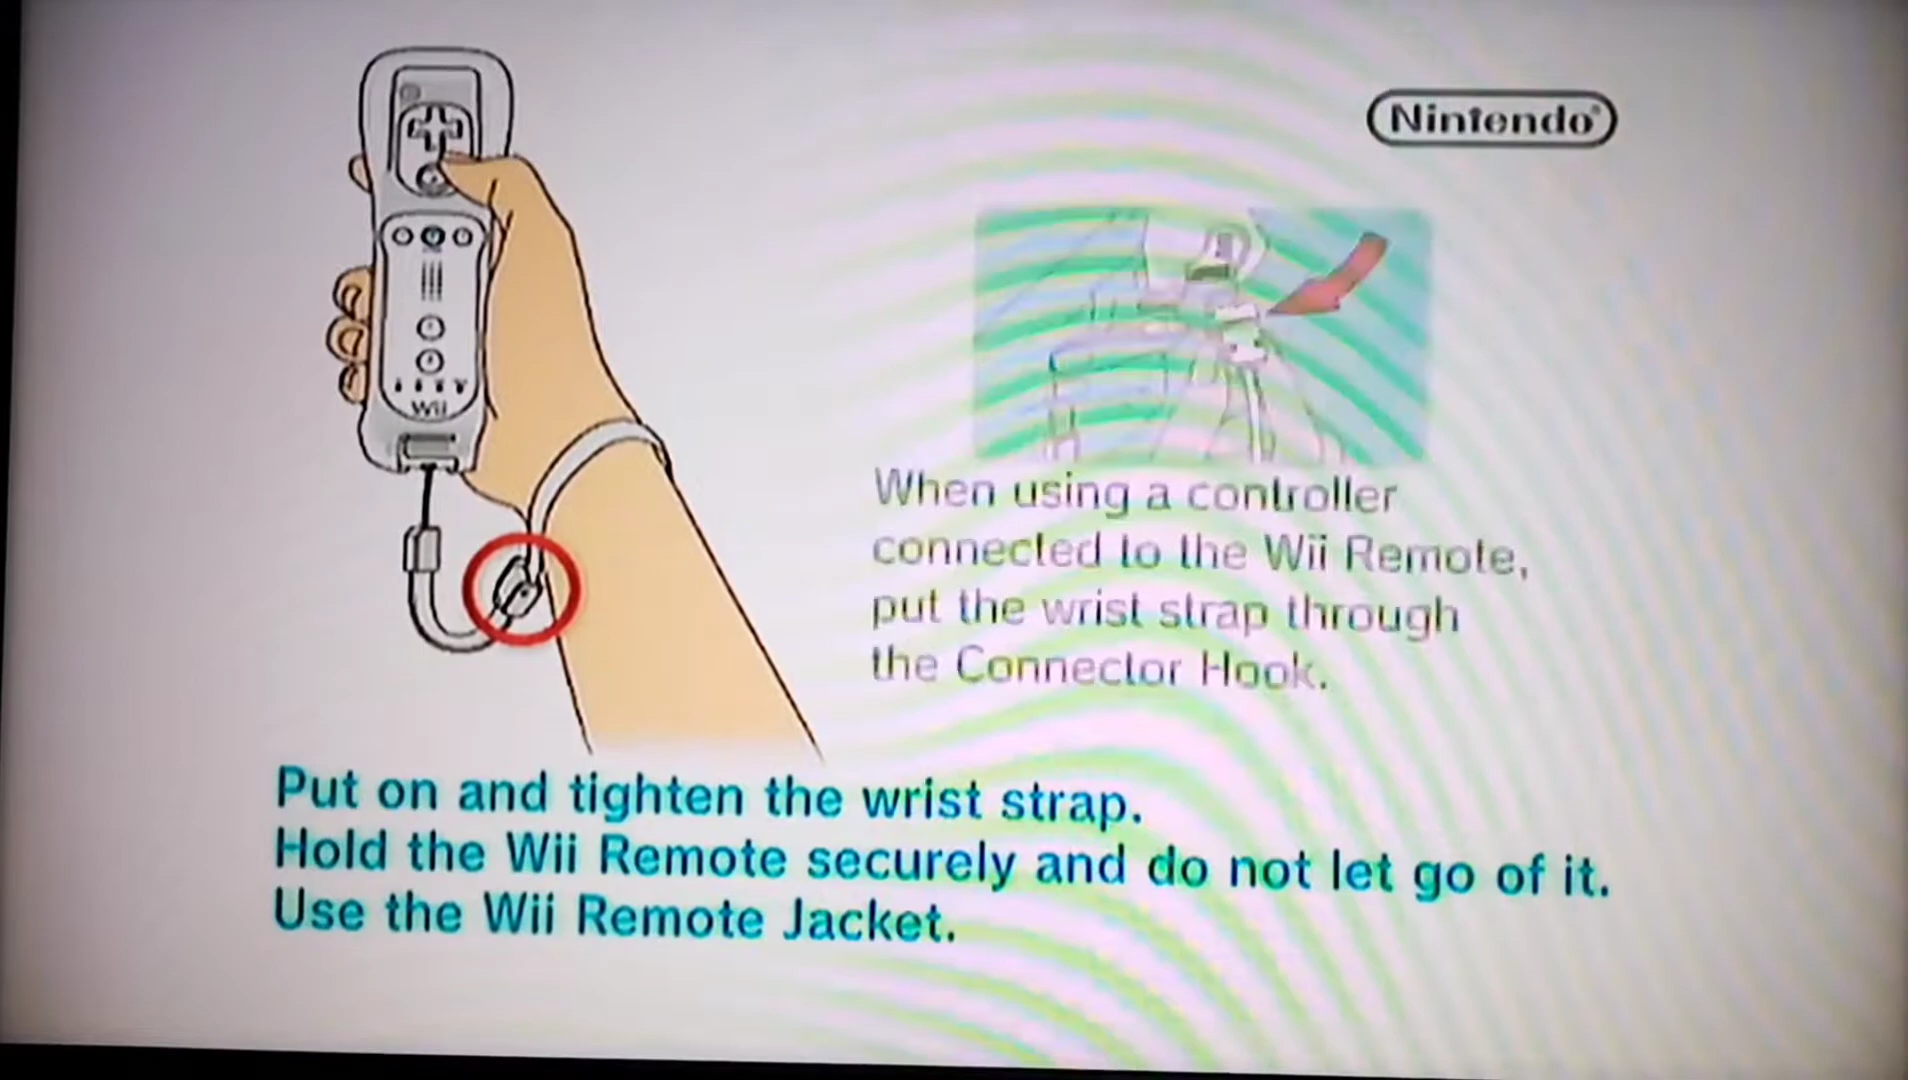 Nintendo®
Wii
When using a controller
connected to the Wii Remote,
put the wrist strap through
the Connector Hook.
Put on and tighten the wrist strap.
Hold the Wii Remote securely and do not let go of it.
Use the Wii Remote Jacket.